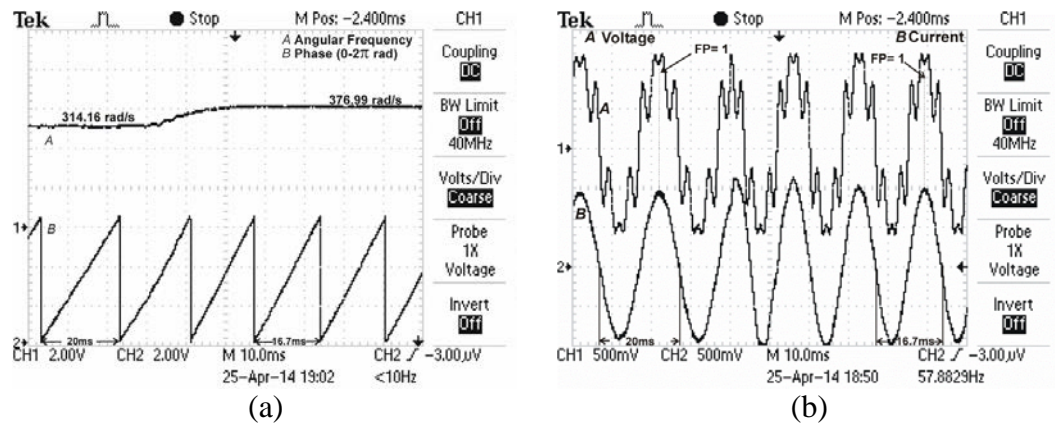 Tek Stop M Pos: -2.400ms CH1
A Angular Frequency
B Phase (0-2π rad)
Coupling
DC
BW Limit
Off
40MHz
Volts/Div
Coarse
Probe
1X
Voltage
Invert
Off
314.16 rad/s
376.99 rad/s
A
1
B
2
20ms
16.7ms
CH1 2.00V CH2 2.00V M 10.0ms CH2 -3.00µV
25-Apr-14 19:02 <10Hz
(a)
Tek Stop M Pos: -2.400ms CH1
A Voltage
B Current
FP= 1
FP= 1
Coupling
DC
BW Limit
Off
40MHz
Volts/Div
Coarse
Probe
1X
Voltage
Invert
Off
A
1
B
2
20ms
16.7ms
CH1 500mV CH2 500mV M 10.0ms CH2 -3.00µV
25-Apr-14 18:50 57.8829Hz
(b)